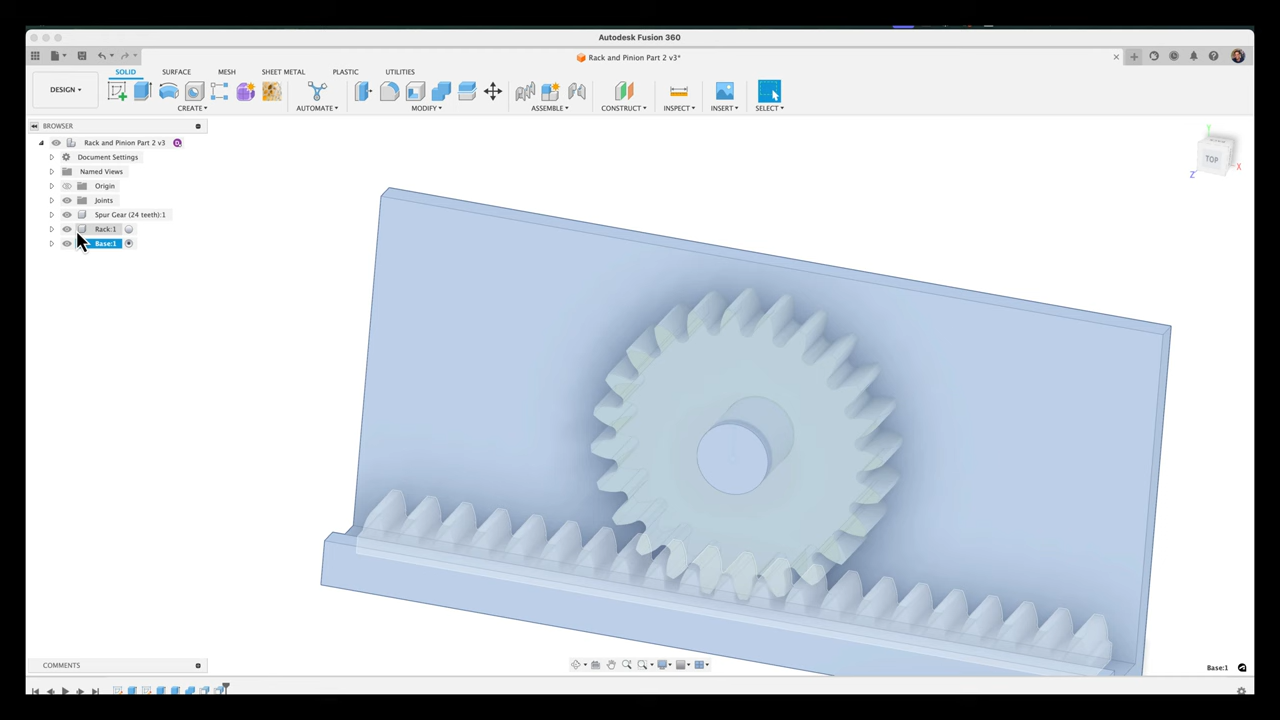 Autodesk Fusion 360
Rack and Pinion Part 2 v3*
SOLID SURFACE MESH SHEET METAL PLASTIC UTILITIES
DESIGN
CREATE AUTOMATE MODIFY ASSEMBLE CONSTRUCT INSPECT INSERT SELECT
BROWSER
Rack and Pinion Part 2 v3
Document Settings
Named Views
Origin
Joints
Spur Gear (24 teeth):1
Rack:1
Base:1
Y
TOP
X
Z
COMMENTS
Base:1